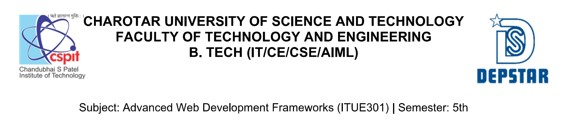 CHAROTAR UNIVERSITY OF SCIENCE AND TECHNOLOGY
FACULTY OF TECHNOLOGY AND ENGINEERING
B. TECH (IT/CE/CSE/AIML)
cspit
Chandubhai S Patel
Institute of Technology
DEPSTAR
Subject: Advanced Web Development Frameworks (ITUE301) | Semester: 5th